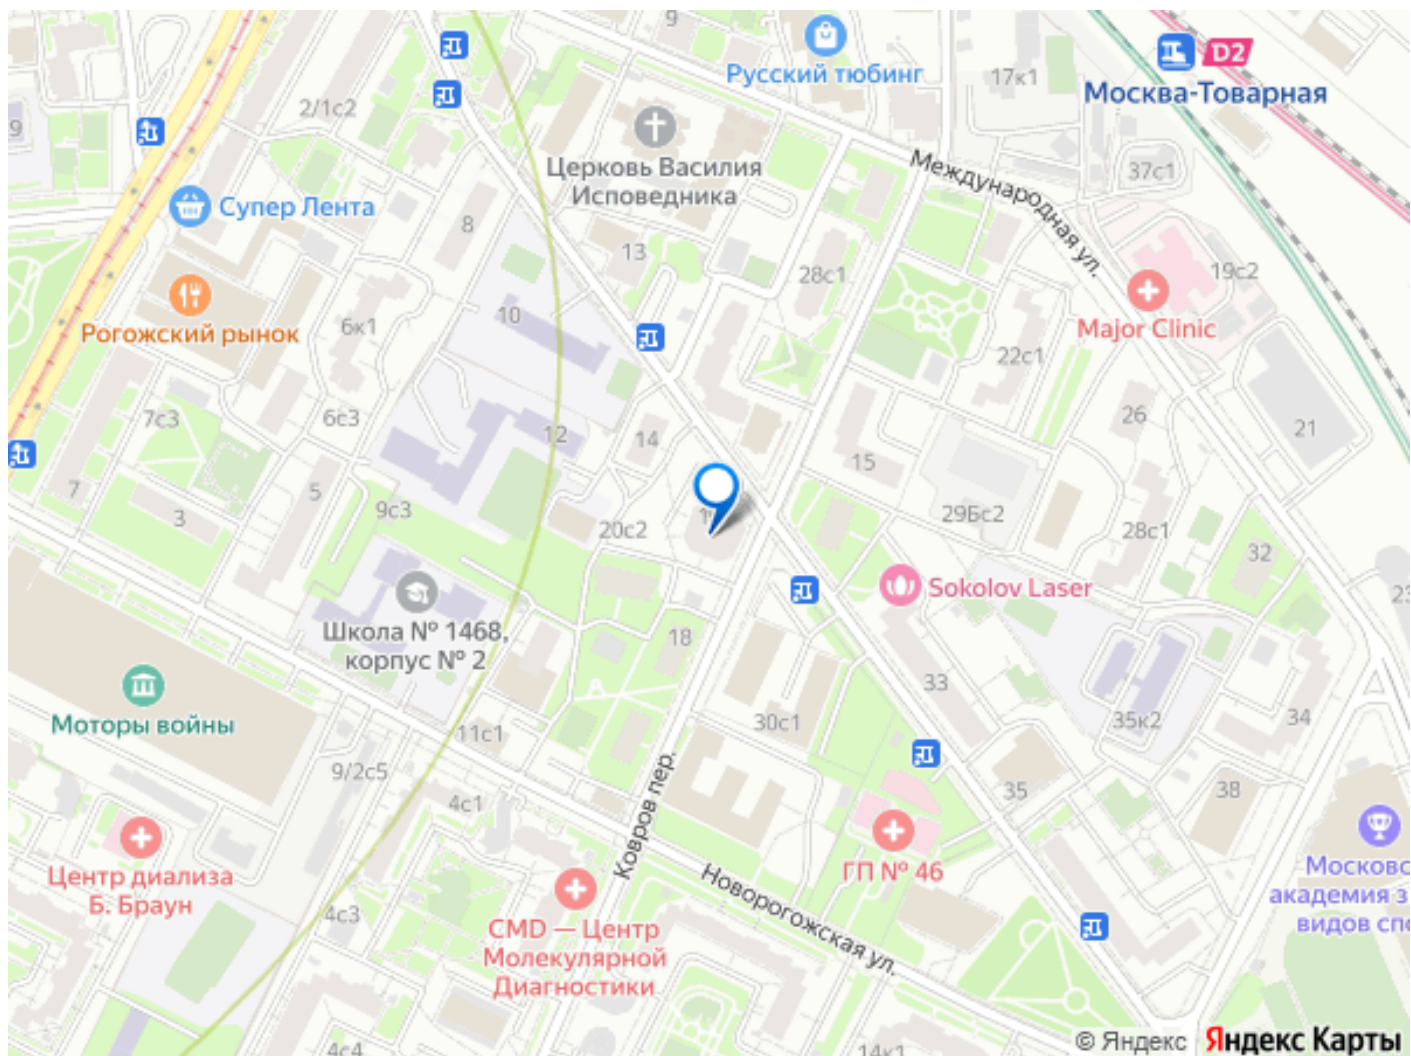 9
Русский тюбинг
17к1
D2
Москва-Товарная
2/1с2
9
Церковь Василия
Исповедника
Международная ул.
37с1
Супер Лента
8
13
28с1
19с2
Рогожский рынок
6к1
10
22с1
Major Clinic
7с3
6с3
12
14
26
21
15
7
5
3
9с3
20с2
29Бс2
28с1
32
Sokolov Laser
Школа № 1468,
корпус № 2
18
33
Моторы войны
11с1
30с1
35к2
34
9/2с5
4с1
35
38
Ковров пер.
Центр диализа
Б. Браун
ГП № 46
Новорогожская ул.
4с3
CMD — Центр
Молекулярной
Диагностики
4с4
14к1
© Яндекс Яндекс Карты